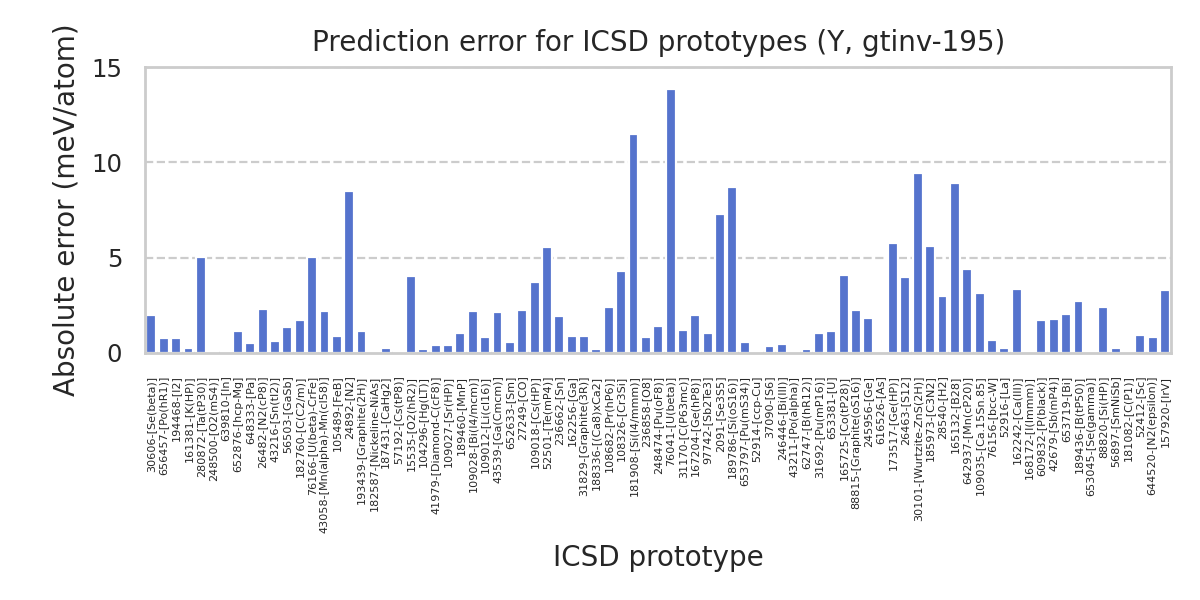 Prediction error for ICSD prototypes (Y, gtinv-195)
Absolute error (meV/atom)
15
10
5
0
30606-[Se(beta)]
656457-[Po(hR1)]
194468-[I2]
161381-[K(HP)]
280872-[Ta(tP30)]
248500-[O2(mS4)]
639810-[In]
652876-[hcp-Mg]
648333-[Pa]
26482-[N2(cP8)]
43216-[Sn(tI2)]
56503-[GaSb]
182760-[C(C2/m)]
76166-[U(beta)-CrFe]
43058-[Mn(alpha)-Mn(cI58)]
105489-[FeB]
24892-[N2]
193439-[Graphite(2H)]
182587-[Nickeline-NiAs]
187431-[CaHg2]
57192-[Cs(tP8)]
15535-[O2(hR2)]
104296-[Hg(LT)]
41979-[Diamond-C(cF8)]
109027-[Sr(HP)]
189460-[MnP]
109028-[Bi(I4/mcm)]
109012-[Li(cI16)]
43539-[Ga(Cmcm)]
652633-[Sm]
109018-[Cs(HP)]
27249-[CO]
52501-[Te(mP4)]
236662-[Sn]
162256-[Ga]
31829-[Graphite(3R)]
188336-[(Ca8)xCa2]
108682-[Pr(hP6)]
108326-[Cr3Si]
181908-[Si(I4/mmm)]
236858-[O8]
248474-[Pu(oF8)]
76041-[U(beta)]
31170-[C(P63mc)]
167204-[Ge(hP8)]
97742-[Sb2Te3]
2091-[Se3S5]
189786-[Si(oS16)]
653797-[Pu(mS34)]
52914-[ccp-Cu]
37090-[S6]
246446-[Bi(III)]
43211-[Po(alpha)]
62747-[B(hR12)]
31692-[Pu(mP16)]
653381-[U]
165725-[Co(tP28)]
88815-[Graphite(oS16)]
245956-[Ge]
616526-[As]
173517-[Ge(HP)]
26463-[S12]
30101-[Wurtzite-ZnS(2H)]
185973-[C3N2]
28540-[H2]
165132-[B28]
642937-[Mn(cP20)]
109035-[Ca.15Sn.85]
76156-[bcc-W]
52916-[La]
162242-[Ca(III)]
168172-[I(Immm)]
609832-[P(black)]
42679-[Sb(mP4)]
653719-[Bi]
189436-[B(tP50)]
653045-[Se(gamma)]
88820-[Si(HP)]
56897-[SmNiSb]
181082-[C(P1)]
52412-[Sc]
644520-[N2(epsilon)]
157920-[IrV]
ICSD prototype